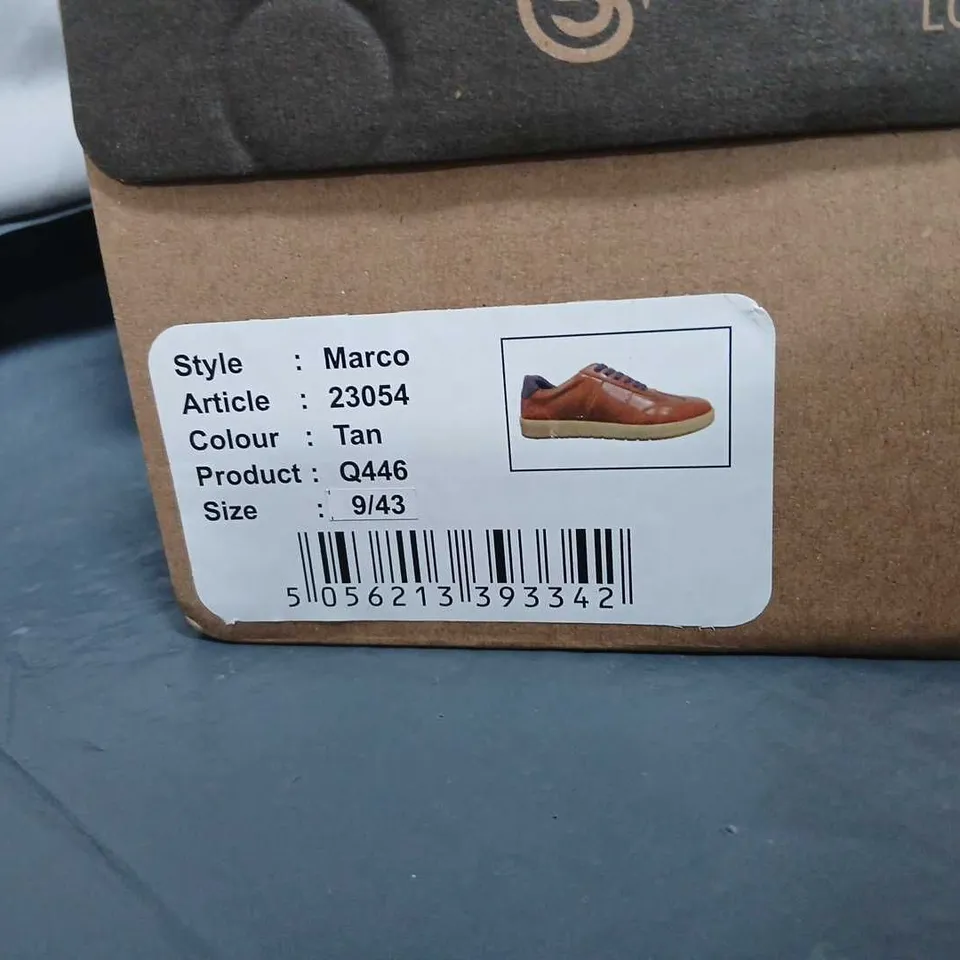 Style : Marco
Article : 23054
Colour : Tan
Product : Q446
Size : 9/43
5 056213 393342